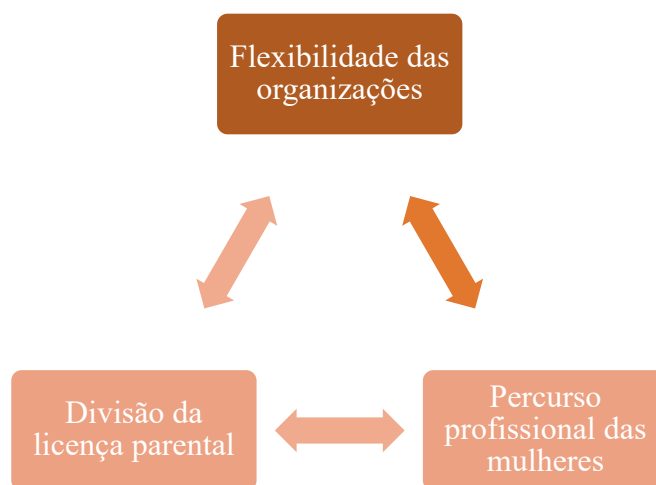 Flexibilidade das
organizações
Divisão da
licença parental
Percurso
profissional das
mulheres